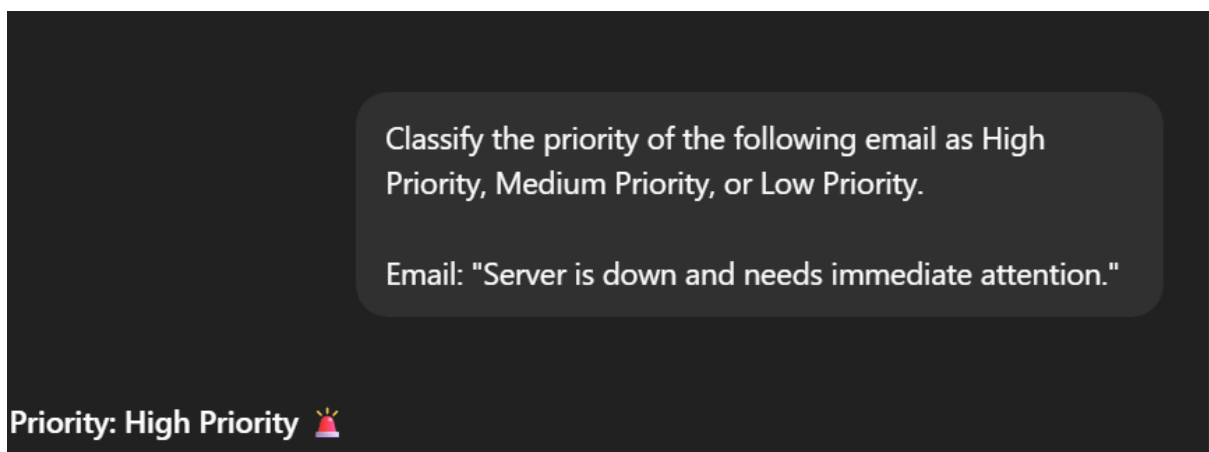 Classify the priority of the following email as High
Priority, Medium Priority, or Low Priority.
Email: "Server is down and needs immediate attention."
Priority: High Priority 🚨